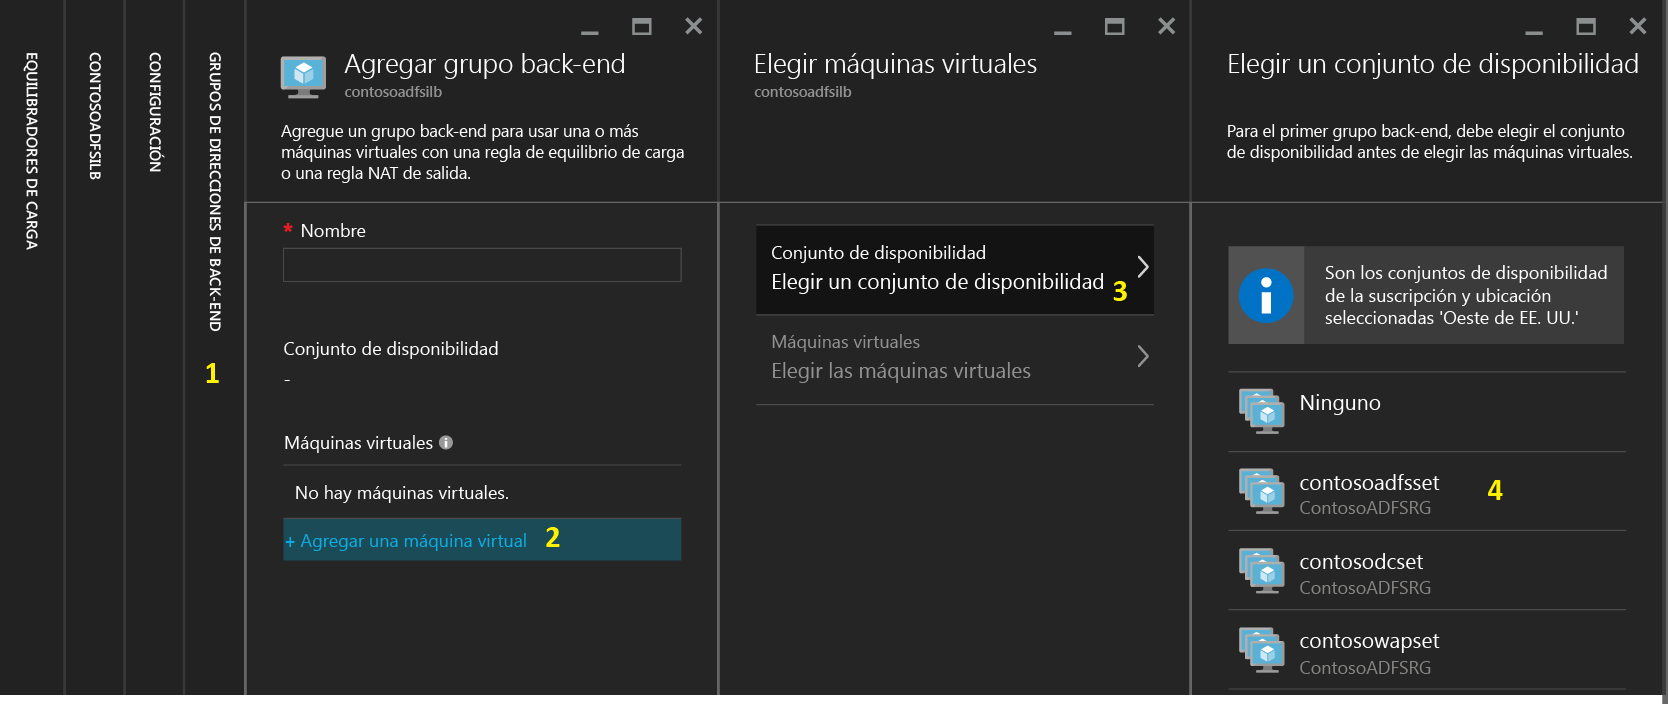 EQUILIBRADORES DE CARGA
CONTOSOADFSILB
CONFIGURACIÓN
GRUPOS DE DIRECCIONES DE BACK-END
1
Agregar grupo back-end
contosoadfsilb
Agregue un grupo back-end para usar una o más
máquinas virtuales con una regla de equilibrio de carga
o una regla NAT de salida.
* Nombre
Conjunto de disponibilidad
-
Máquinas virtuales
No hay máquinas virtuales.
+ Agregar una máquina virtual 2
Elegir máquinas virtuales
contosoadfsilb
Conjunto de disponibilidad
Elegir un conjunto de disponibilidad 3
Máquinas virtuales
Elegir las máquinas virtuales
Elegir un conjunto de disponibilidad
Para el primer grupo back-end, debe elegir el conjunto
de disponibilidad antes de elegir las máquinas virtuales.
Son los conjuntos de disponibilidad
de la suscripción y ubicación
seleccionadas 'Oeste de EE. UU.'
Ninguno
contosoadfsset 4
ContosoADFSRG
contosodcset
ContosoADFSRG
contosowapset
ContosoADFSRG